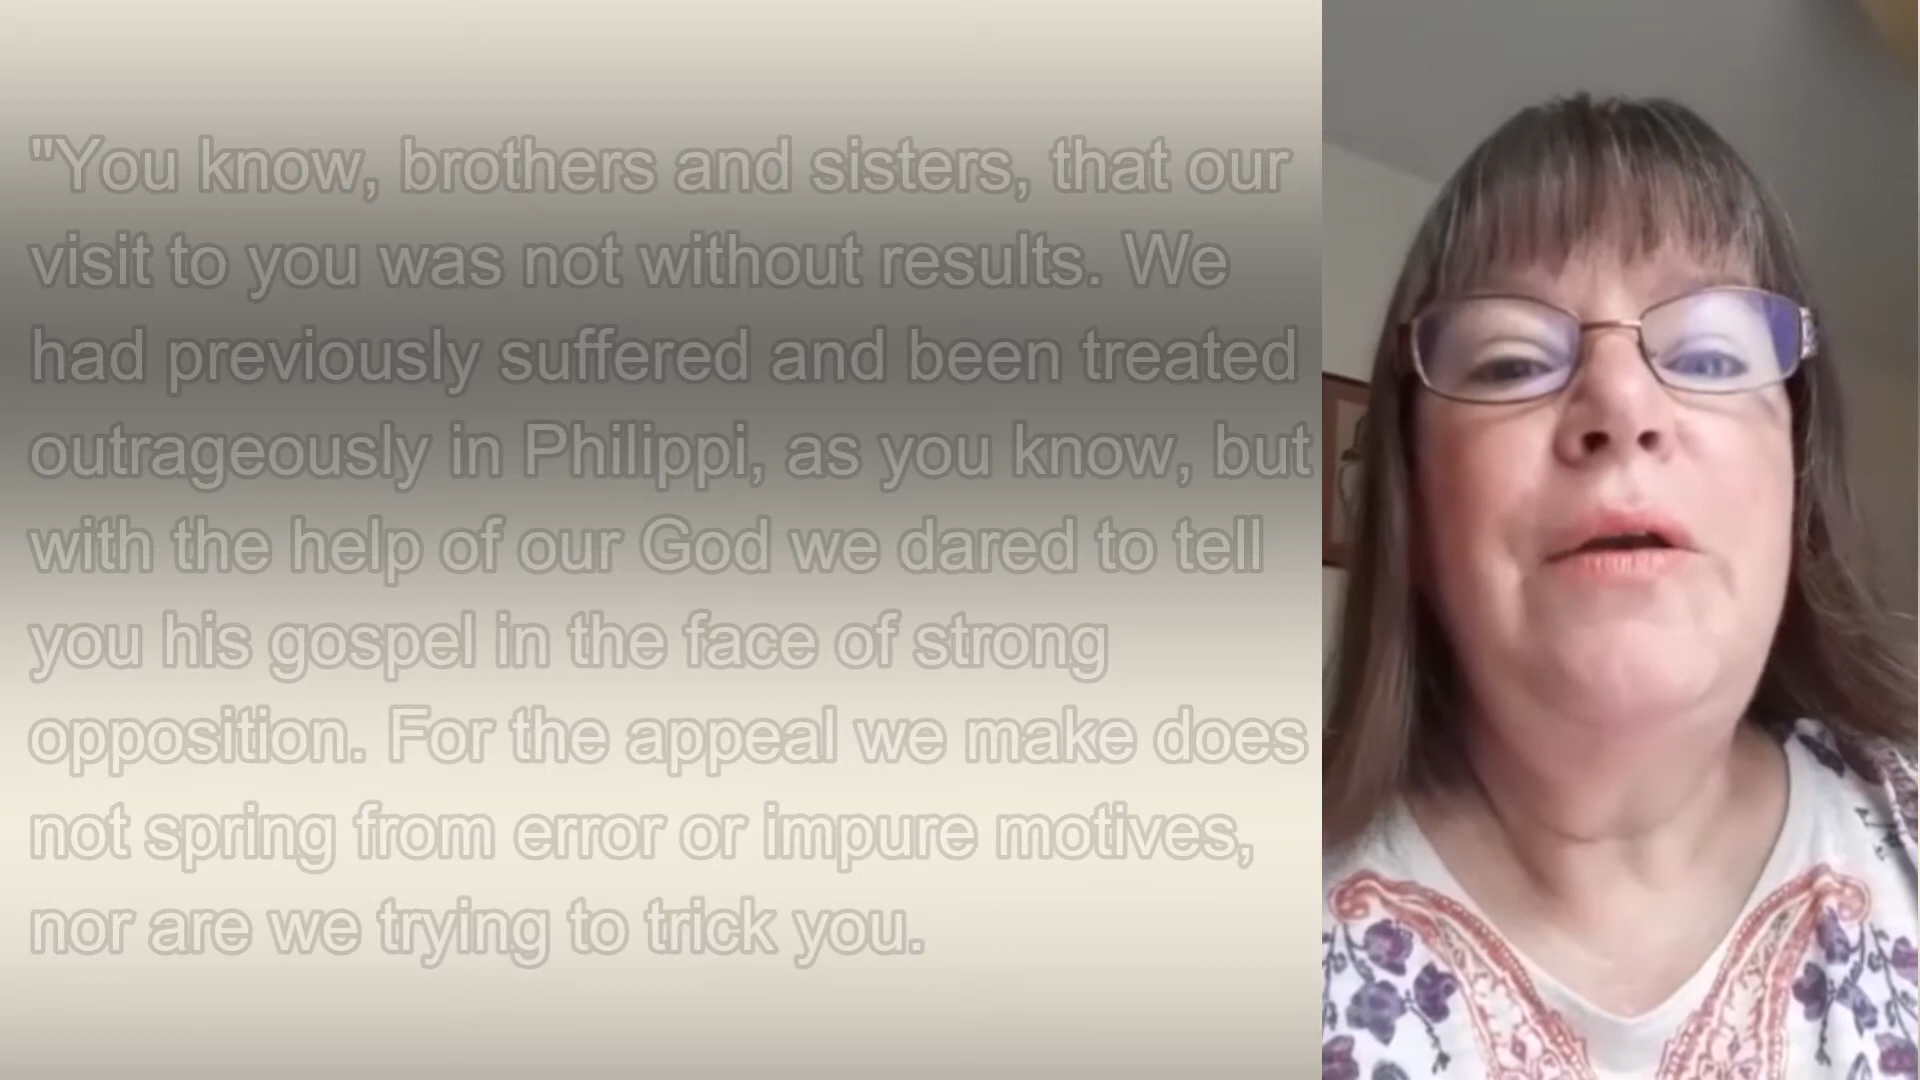 "You know, brothers and sisters, that our
visit to you was not without results. We
had previously suffered and been treated
outrageously in Philippi, as you know, but
with the help of our God we dared to tell
you his gospel in the face of strong
opposition. For the appeal we make does
not spring from error or impure motives,
nor are we trying to trick you.